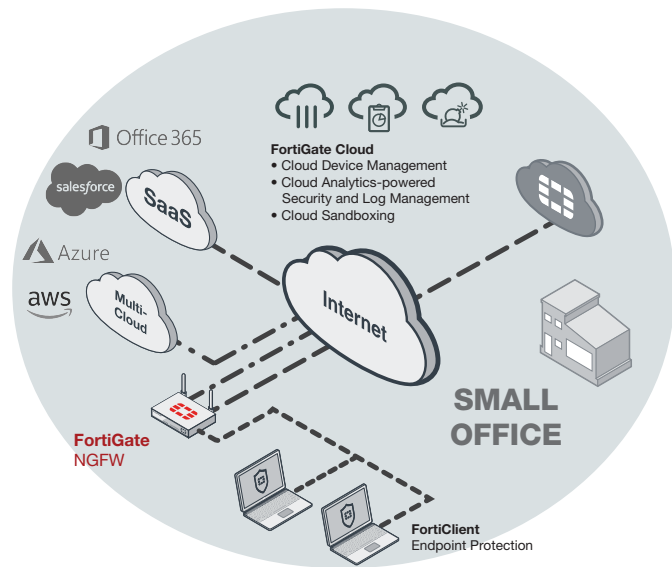 Office 365
salesforce
SaaS
Azure
aws
Multi-
Cloud
FortiGate Cloud
• Cloud Device Management
• Cloud Analytics-powered
Security and Log Management
• Cloud Sandboxing
Internet
SMALL
OFFICE
FortiGate
NGFW
FortiClient
Endpoint Protection